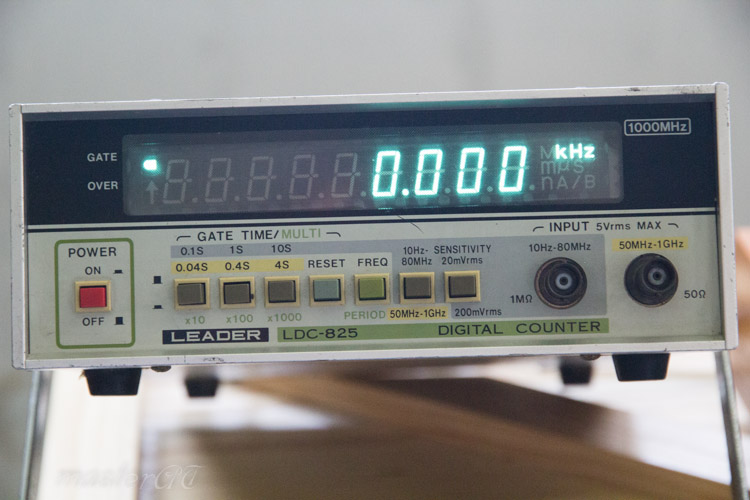 1000MHz
GATE
OVER
0.000 kHz
M
mµs
nA/B
POWER
ON
OFF
GATE TIME/MULTI
0.1S 1S 10S
0.04S 0.4S 4S
RESET
FREQ
10Hz-
80MHz
SENSITIVITY
20mVrms
x10 x100 x1000
PERIOD
50MHz-1GHz
200mVrms
INPUT 5Vrms MAX
10Hz-80MHz
50MHz-1GHz
1MΩ
50Ω
LEADER LDC-825 DIGITAL COUNTER